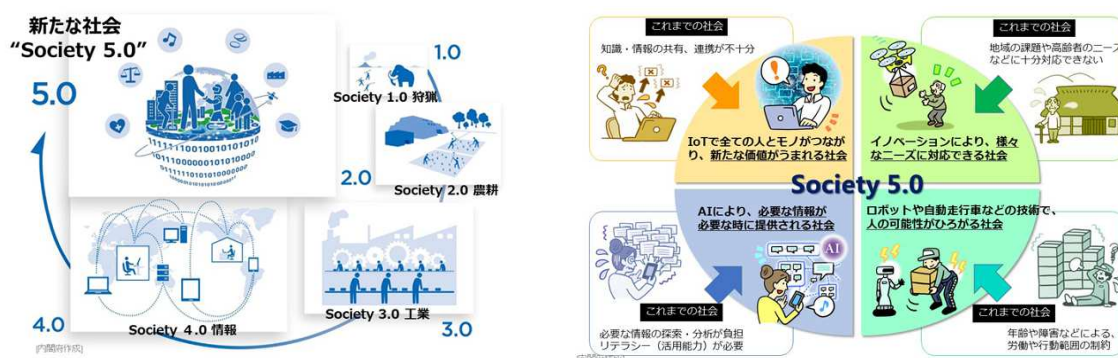 新たな社会
“Society 5.0”
5.0
1.0
Society 1.0 狩猟
2.0
Society 2.0 農耕
Society 3.0 工業
3.0
4.0
Society 4.0 情報
[内閣府作成]
これまでの社会
知識・情報の共有、連携が不十分
IoTで全ての人とモノがつなが
り、新たな価値がうまれる社会
これまでの社会
地域の課題や高齢者のニーズ
などに十分対応できない
イノベーションにより、様々
なニーズに対応できる社会
Society 5.0
AIにより、必要な情報が
必要な時に提供される社会
AI
これまでの社会
必要な情報の探索・分析が負担
リテラシー（活用能力）が必要
ロボットや自動走行車などの技術で、
人の可能性がひろがる社会
これまでの社会
年齢や障害などによる、
労働や行動範囲の制約